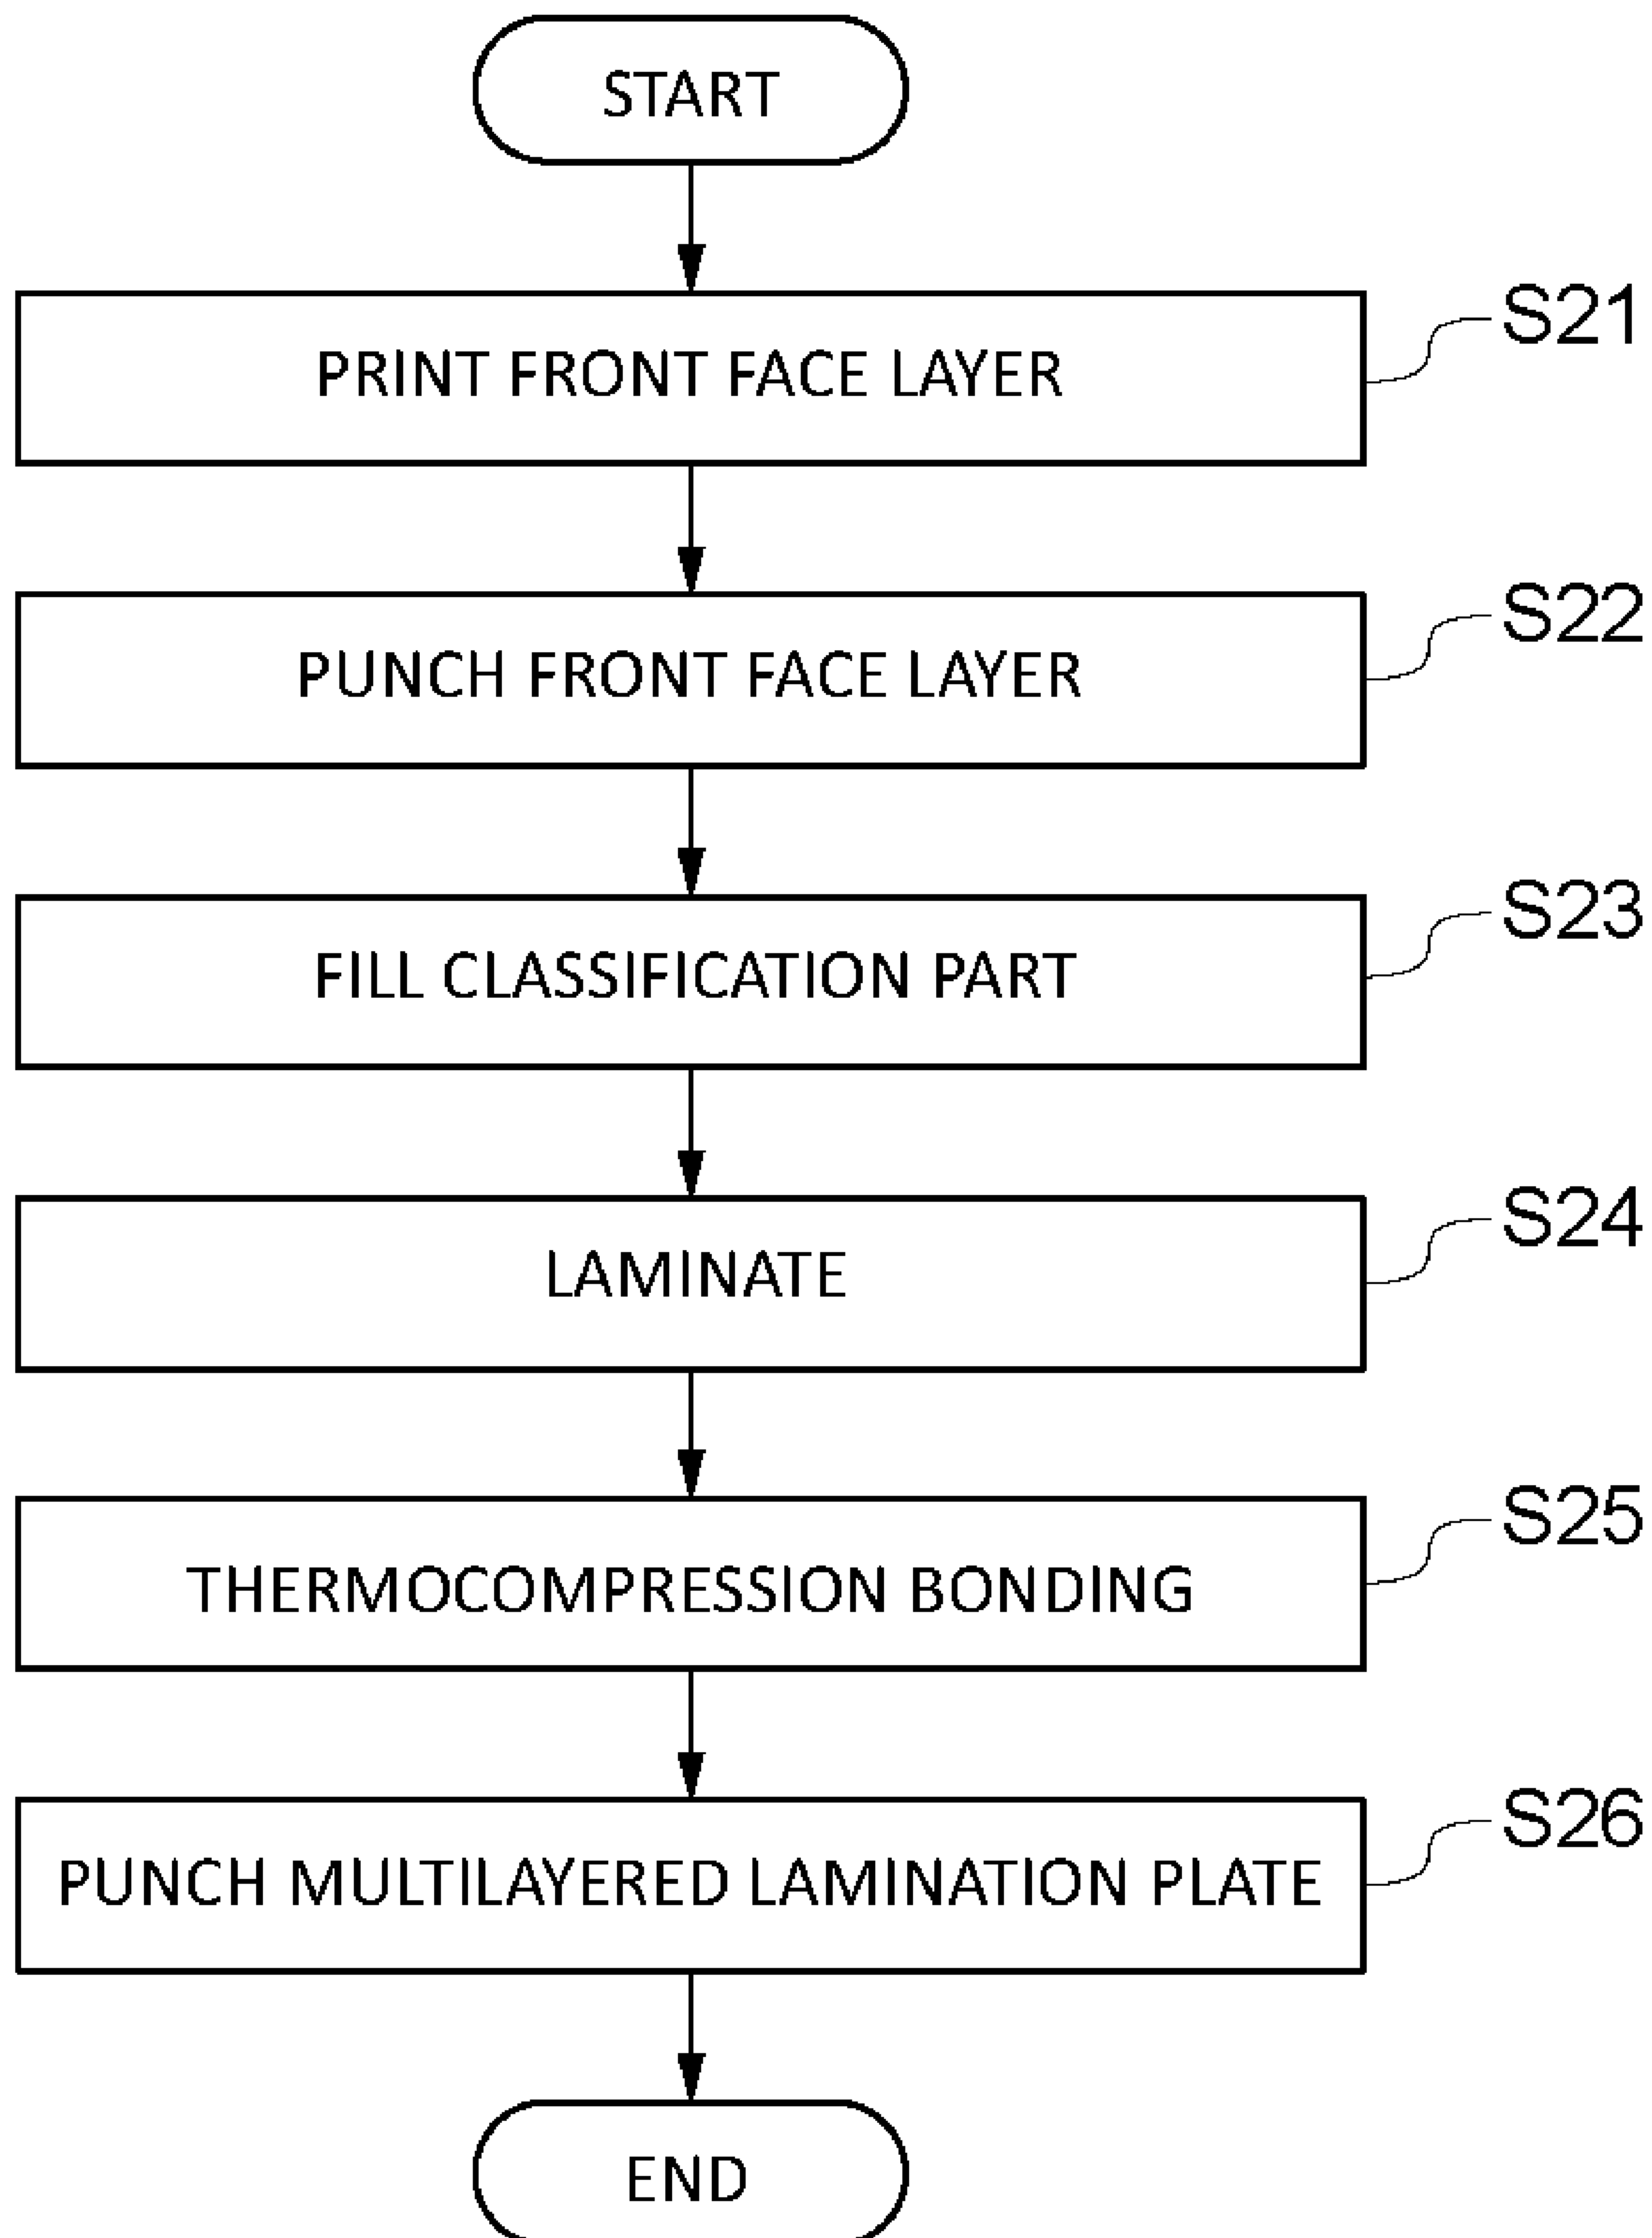 START
PRINT FRONT FACE LAYER
S21
PUNCH FRONT FACE LAYER
S22
FILL CLASSIFICATION PART
S23
LAMINATE
S24
THERMOCOMPRESSION BONDING
S25
PUNCH MULTILAYERED LAMINATION PLATE
S26
END